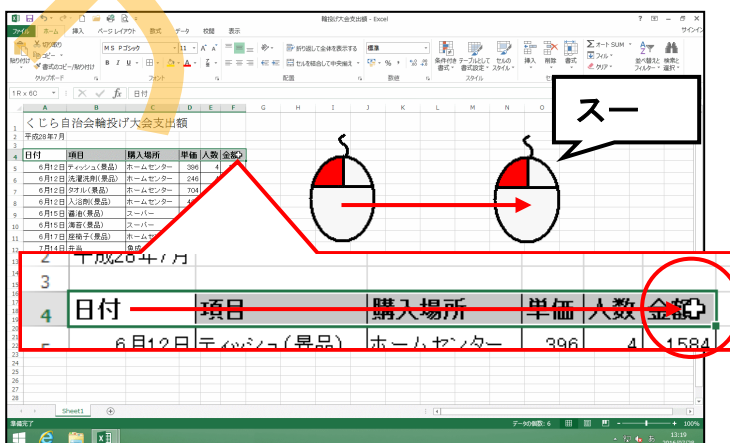 輪投げ大会支出額 - Excel
サインイン
ファイル ホーム 挿入 ページレイアウト 数式 データ 校閲 表示
切り取り
コピー
書式のコピー/貼り付け
貼り付け
クリップボード
MS Pゴシック 11
B I U
フォント
折り返して全体を表示する
セルを結合して中央揃え
配置
標準
数値
条件付き書式 テーブルとして書式設定 セルのスタイル
スタイル
挿入 削除 書式
オート SUM
フィル
クリア
並べ替えと フィルター 検索と 選択
1R x 6C
fx 日付
A B C D E F G H I J K L M N O
くじら自治会輪投げ大会支出額
平成28年7月
日付 項目 購入場所 単価 人数 金額
6月12日 ティッシュ(景品) ホームセンター 396 4
6月12日 洗濯洗剤(景品) ホームセンター 246
6月12日 タオル(景品) ホームセンター 704
6月12日 入浴剤(景品) ホームセンター
6月15日 醤油(景品) スーパー
6月15日 海苔(景品) スーパー
6月17日 座椅子(景品) ホームセンター
7月14日 弁当
スー
2 平成28年7月
3
4 日付 項目 購入場所 単価 人数 金額
5 6月12日 ティッシュ(景品) ホームセンター 396 4 1584
22
23
24
25
26
27
28
Sheet1
準備完了
データの個数: 6
100%
13:19